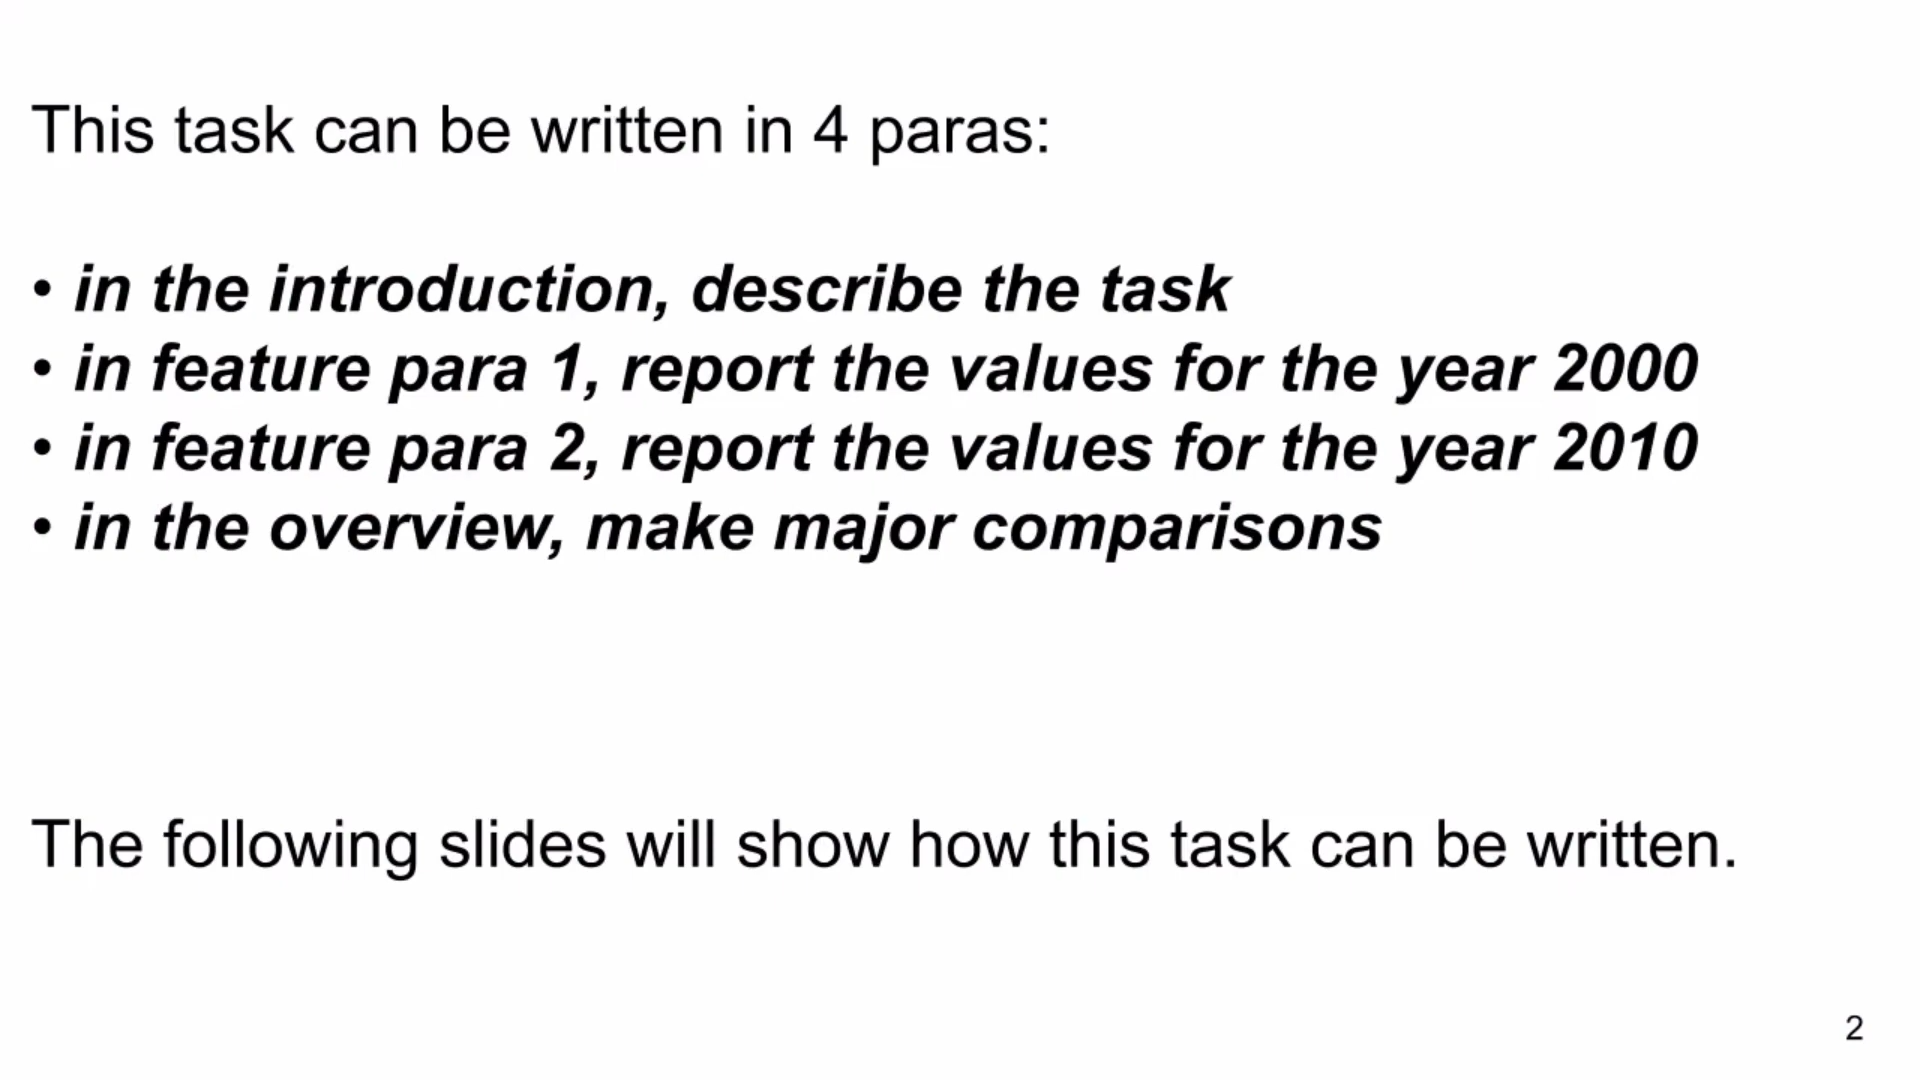 This task can be written in 4 paras:
• in the introduction, describe the task
• in feature para 1, report the values for the year 2000
• in feature para 2, report the values for the year 2010
• in the overview, make major comparisons
The following slides will show how this task can be written.
2